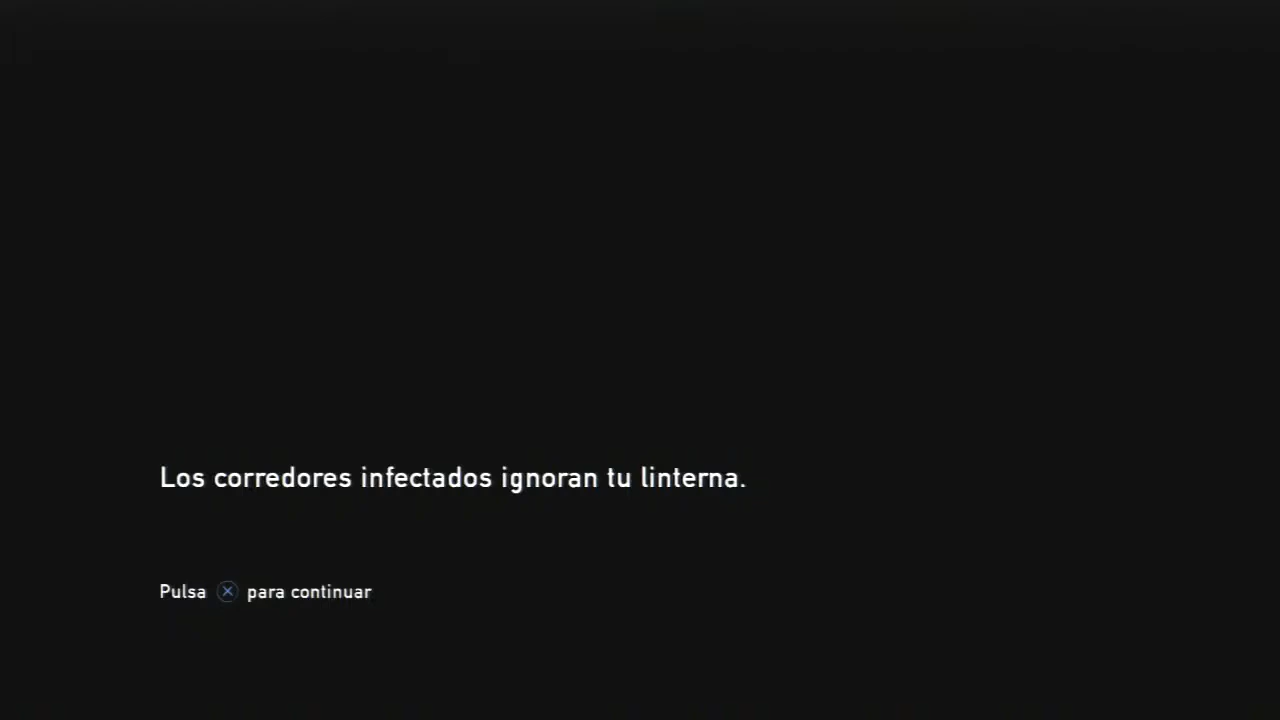 Los corredores infectados ignoran tu linterna.
Pulsa ⓧ para continuar